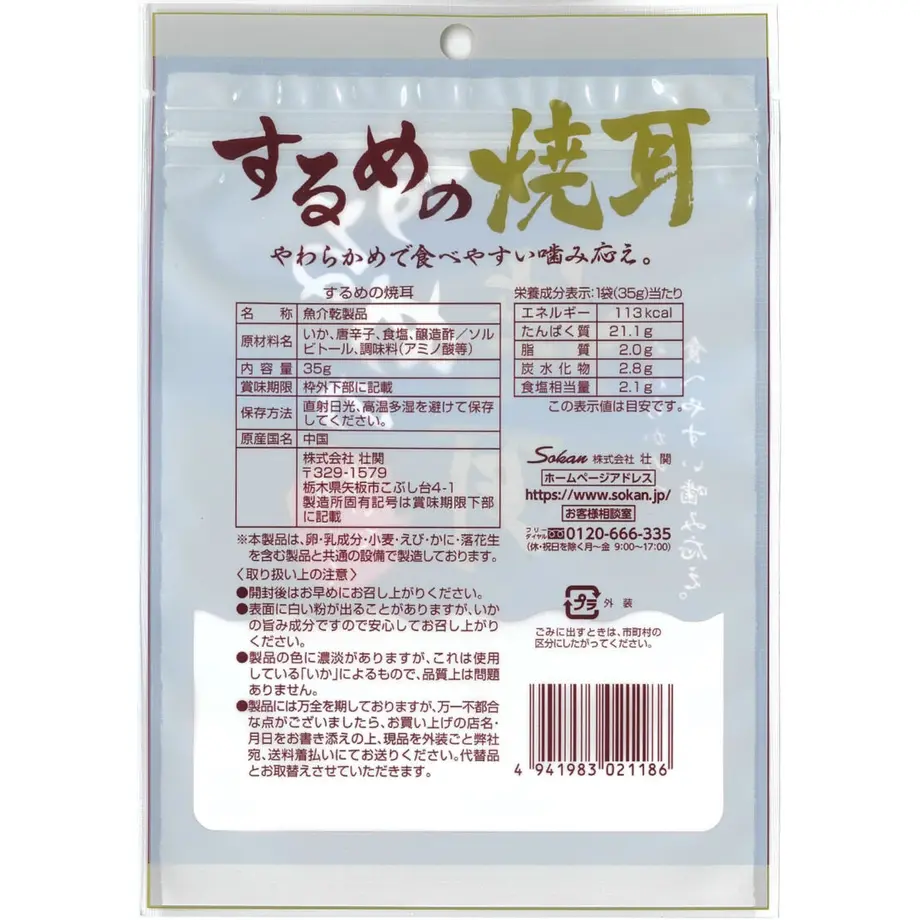 するめの焼耳
やわらかめで食べやすい噛み応え。
するめの焼耳
名 称 魚介乾製品
原材料名 いか、唐辛子、食塩、醸造酢／ソル
ビトール、調味料(アミノ酸等)
内容量 35g
賞味期限 枠外下部に記載
保存方法 直射日光、高温多湿を避けて保存
してください。
原産国名 中国
株式会社 壮関
〒329-1579
栃木県矢板市こぶし台4-1
製造所固有記号は賞味期限下部
に記載
※本製品は、卵・乳成分・小麦・えび・かに・落花生
を含む製品と共通の設備で製造しております。
〈取り扱い上の注意〉
●開封後はお早めにお召し上がりください。
●表面に白い粉が出ることがありますが、いか
の旨み成分ですので安心してお召し上がり
ください。
●製品の色に濃淡がありますが、これは使用
している「いか」によるもので、品質上は問題
ありません。
●製品には万全を期しておりますが、万一不都合
な点がございましたら、お買い上げの店名・
月日をお書き添えの上、現品を外装ごと弊社
宛、送料着払いにてお送りください。代替品
とお取替えさせていただきます。
栄養成分表示：1袋(35g)当たり
エネルギー 113kcal
たんぱく質 21.1g
脂 質 2.0g
炭水化物 2.8g
食塩相当量 2.1g
この表示値は目安です。
Sokan 株式会社 壮関
ホームページアドレス
https://www.sokan.jp/
お客様相談室
フリーダイヤル 0120-666-335
(休・祝日を除く月〜金 9:00〜17:00)
プラ 外装
ごみに出すときは、市町村の
区分にしたがってください。
4 941983 021186